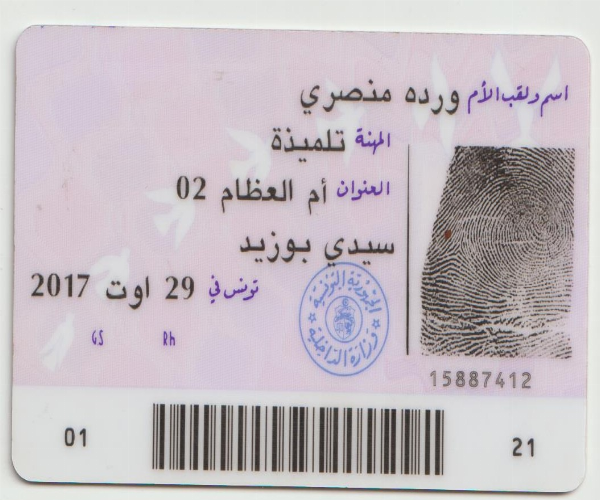 اسم ولقب الأم ورده منصري
المهنة تلميذة
العنوان أم العظام 02
سيدي بوزيد
تونس في 29 اوت 2017
GS Rh
الجمهورية التونسية
وزارة الداخلية
15887412
01 21